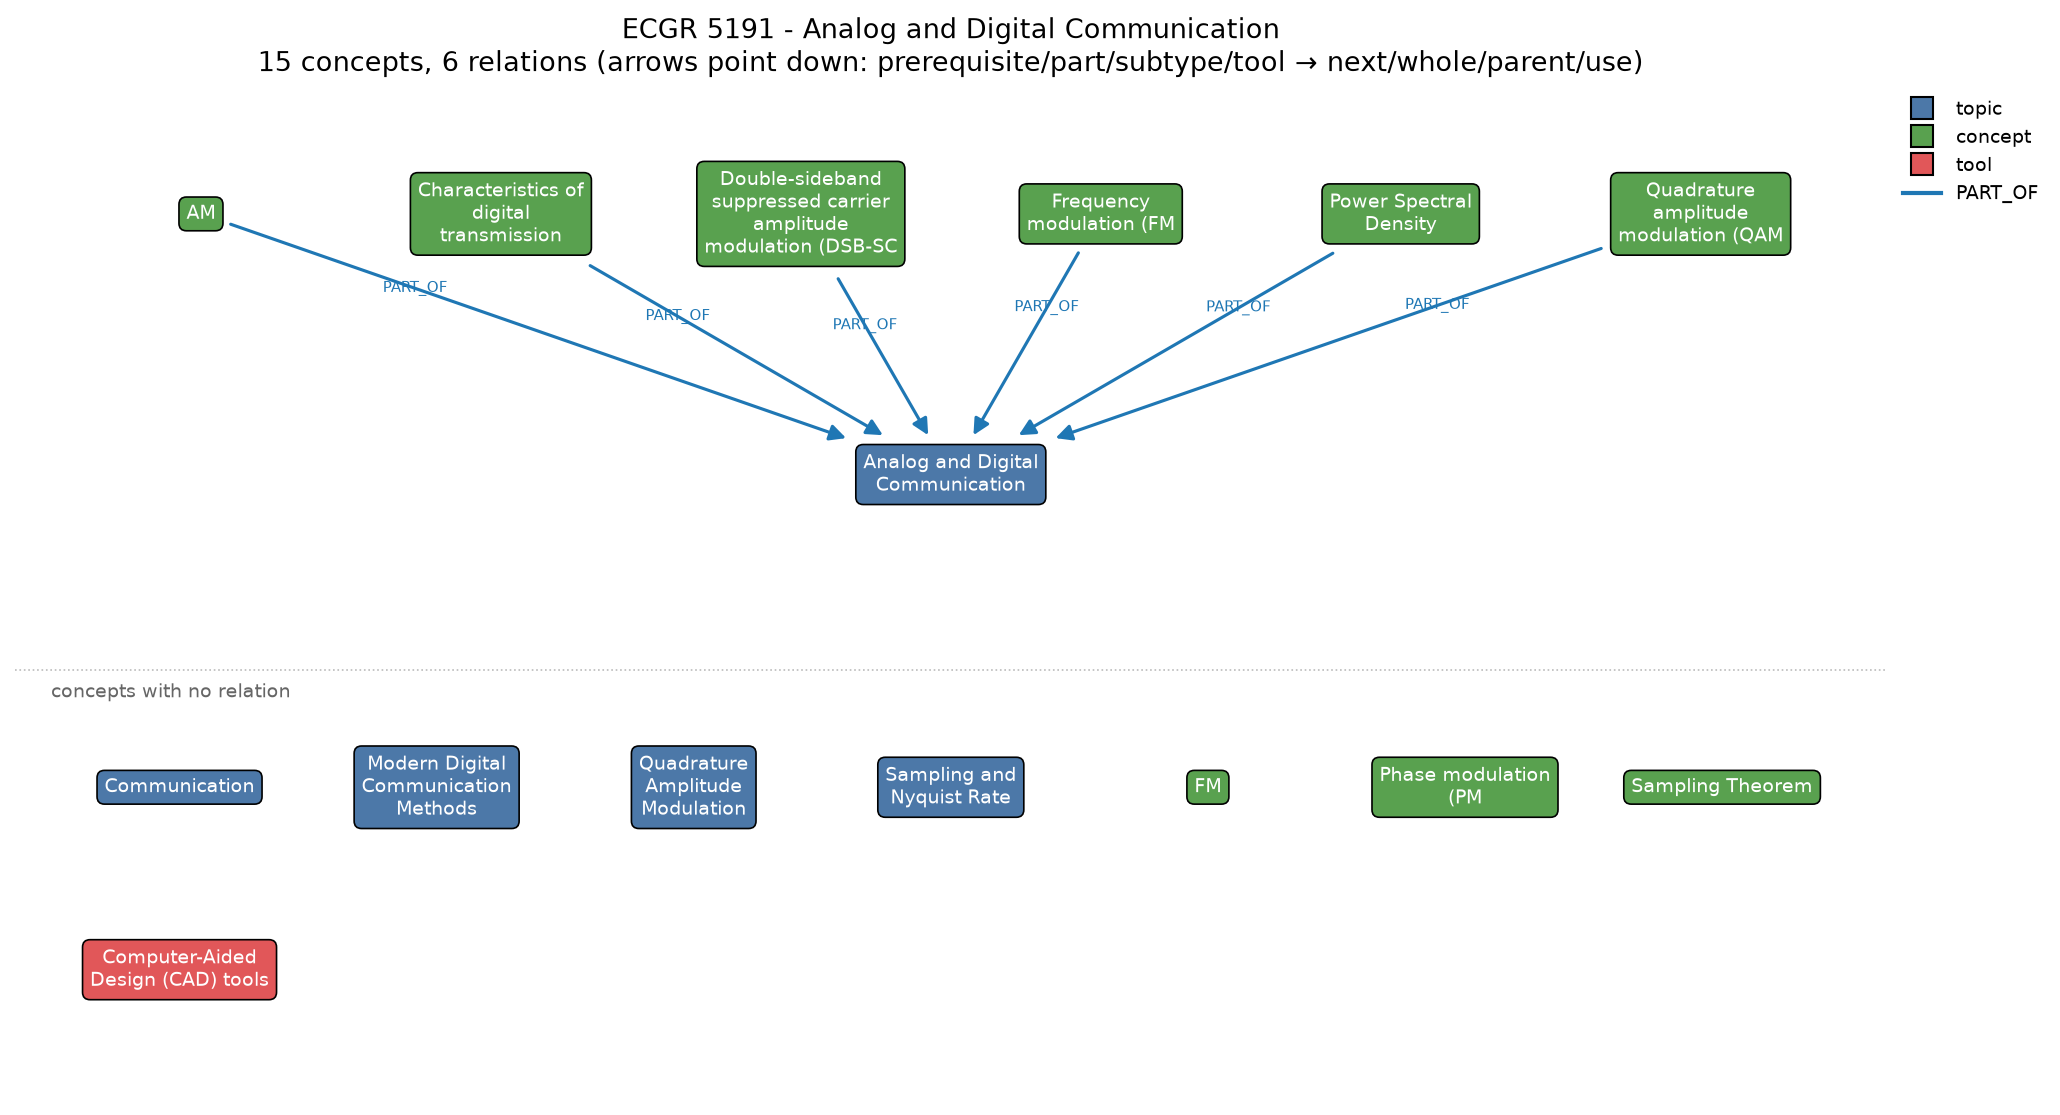 ECGR 5191 - Analog and Digital Communication
15 concepts, 6 relations (arrows point down: prerequisite/part/subtype/tool → next/whole/parent/use)
topic
concept
tool
PART_OF
AM
Characteristics of
digital
transmission
Double-sideband
suppressed carrier
amplitude
modulation (DSB-SC
Frequency
modulation (FM
Power Spectral
Density
Quadrature
amplitude
modulation (QAM
PART_OF
PART_OF
PART_OF
PART_OF
PART_OF
PART_OF
Analog and Digital
Communication
concepts with no relation
Communication
Modern Digital
Communication
Methods
Quadrature
Amplitude
Modulation
Sampling and
Nyquist Rate
FM
Phase modulation
(PM
Sampling Theorem
Computer-Aided
Design (CAD) tools